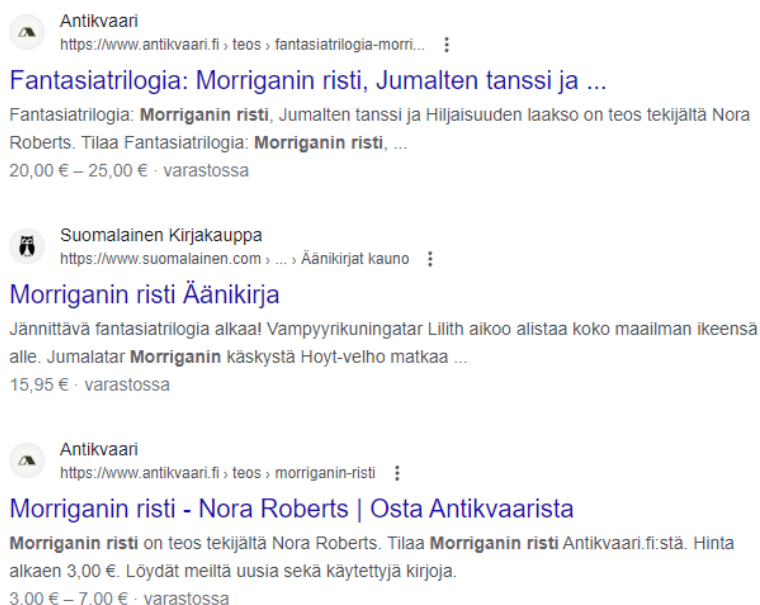 Antikvaari
https://www.antikvaari.fi › teos › fantasiatrilogia-morri...
Fantasiatrilogia: Morriganin risti, Jumalten tanssi ja ...
Fantasiatrilogia: Morriganin risti, Jumalten tanssi ja Hiljaisuuden laakso on teos tekijältä Nora
Roberts. Tilaa Fantasiatrilogia: Morriganin risti, ...
20,00 € – 25,00 € · varastossa
Suomalainen Kirjakauppa
https://www.suomalainen.com › ... › Äänikirjat kauno
Morriganin risti Äänikirja
Jännittävä fantasiatrilogia alkaa! Vampyyrikuningatar Lilith aikoo alistaa koko maailman ikeensä
alle. Jumalatar Morriganin käskystä Hoyt-velho matkaa ...
15,95 € · varastossa
Antikvaari
https://www.antikvaari.fi › teos › morriganin-risti
Morriganin risti - Nora Roberts | Osta Antikvaarista
Morriganin risti on teos tekijältä Nora Roberts. Tilaa Morriganin risti Antikvaari.fi:stä. Hinta
alkaen 3,00 €. Löydät meiltä uusia sekä käytettyjä kirjoja.
3,00 € – 7,00 € · varastossa